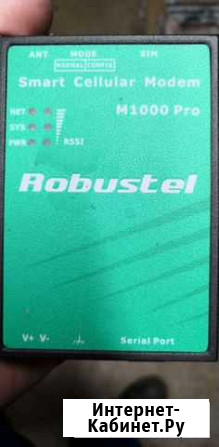 ANT MODE SIM
NORMAL CONFIG
Smart Cellular Modem
M1000 Pro
NET
SYS
PWR RSSI
Robustel
V+ V- Serial Port
Интернет-
Кабинет.Ру